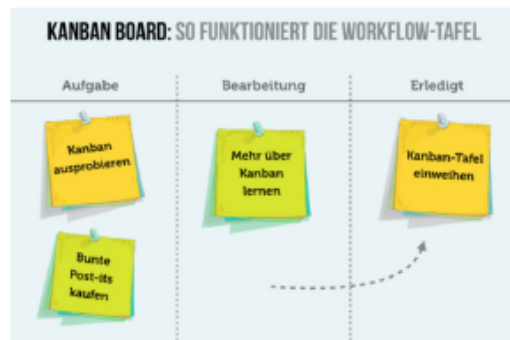 KANBAN BOARD: SO FUNKTIONIERT DIE WORKFLOW-TAFEL
Aufgabe
Bearbeitung
Erledigt
Kanban
ausprobieren
Bunte
Post-its
kaufen
Mehr über
Kanban
lernen
Kanban-Tafel
einweihen